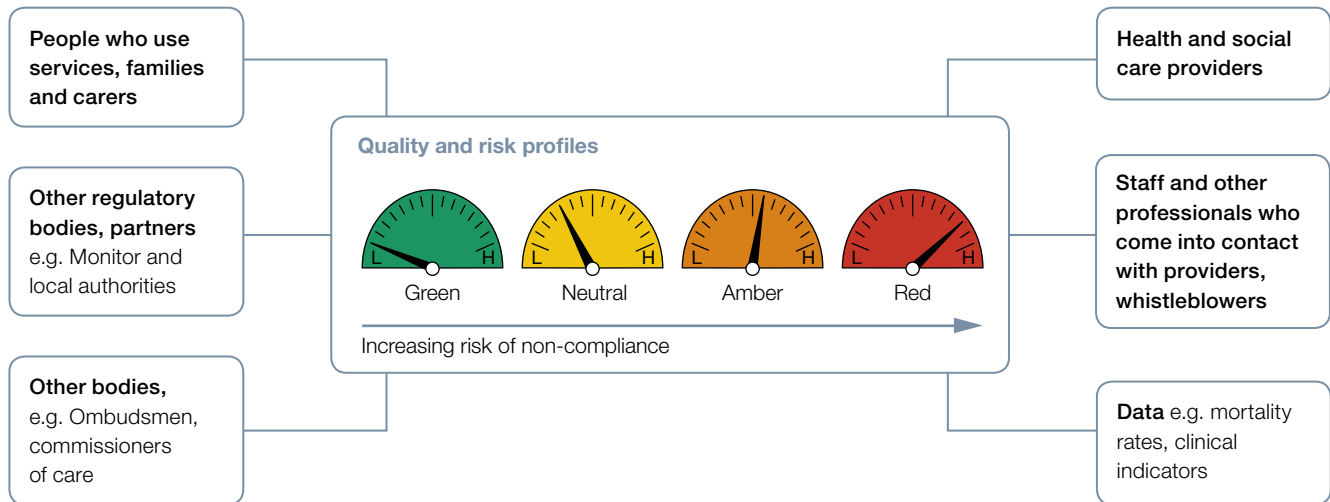 People who use
services, families
and carers
Other regulatory
bodies, partners
e.g. Monitor and
local authorities
Other bodies,
e.g. Ombudsmen,
commissioners
of care
Quality and risk profiles
L H
L H
L H
L H
Green
Neutral
Amber
Red
Increasing risk of non-compliance
Health and social
care providers
Staff and other
professionals who
come into contact
with providers,
whistleblowers
Data e.g. mortality
rates, clinical
indicators